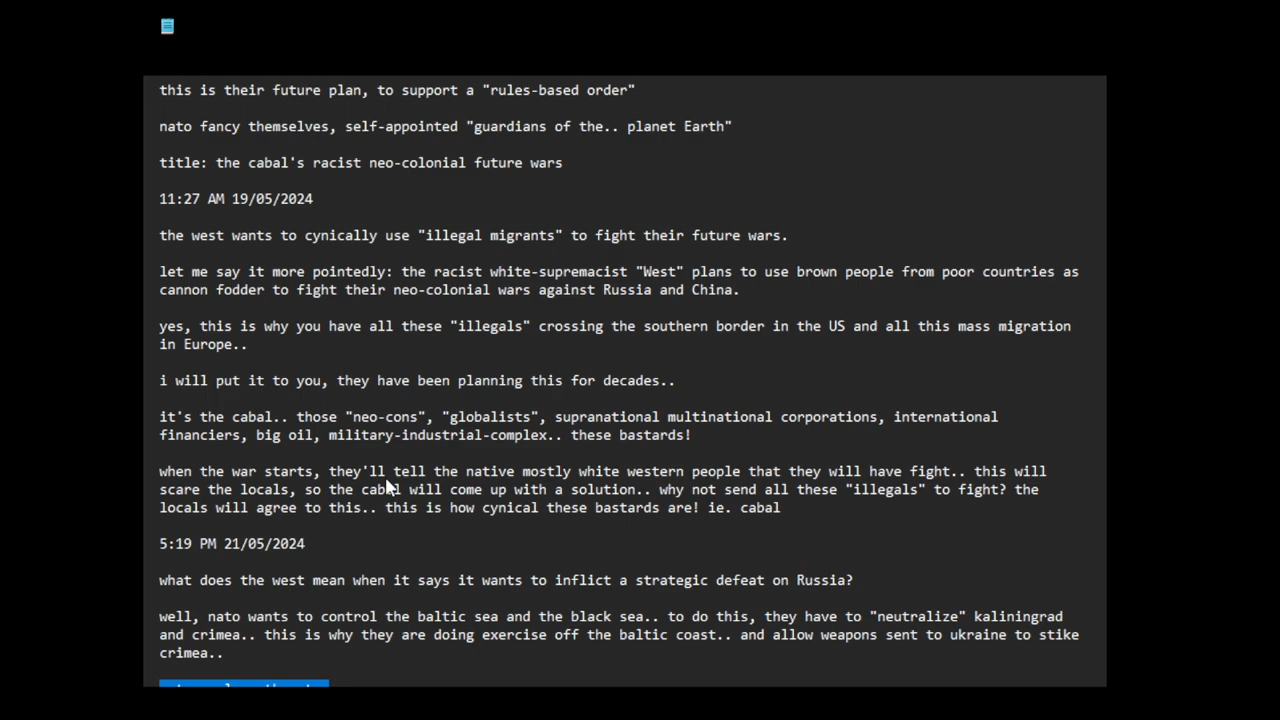 this is their future plan, to support a "rules-based order"
nato fancy themselves, self-appointed "guardians of the.. planet Earth"
title: the cabal's racist neo-colonial future wars
11:27 AM 19/05/2024
the west wants to cynically use "illegal migrants" to fight their future wars.
let me say it more pointedly: the racist white-supremacist "West" plans to use brown people from poor countries as
cannon fodder to fight their neo-colonial wars against Russia and China.
yes, this is why you have all these "illegals" crossing the southern border in the US and all this mass migration
in Europe..
i will put it to you, they have been planning this for decades..
it's the cabal.. those "neo-cons", "globalists", supranational multinational corporations, international
financiers, big oil, military-industrial-complex.. these bastards!
when the war starts, they'll tell the native mostly white western people that they will have fight.. this will
scare the locals, so the cabal will come up with a solution.. why not send all these "illegals" to fight? the
locals will agree to this.. this is how cynical these bastards are! ie. cabal
5:19 PM 21/05/2024
what does the west mean when it says it wants to inflict a strategic defeat on Russia?
well, nato wants to control the baltic sea and the black sea.. to do this, they have to "neutralize" kaliningrad
and crimea.. this is why they are doing exercise off the baltic coast.. and allow weapons sent to ukraine to stike
crimea..